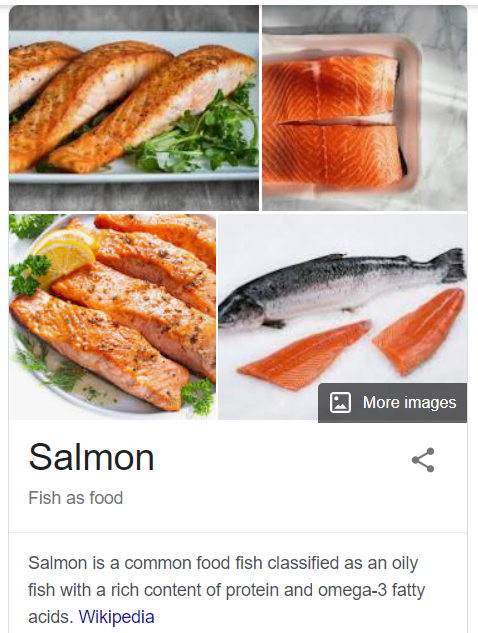 More images
Salmon
Fish as food
Salmon is a common food fish classified as an oily
fish with a rich content of protein and omega-3 fatty
acids. Wikipedia